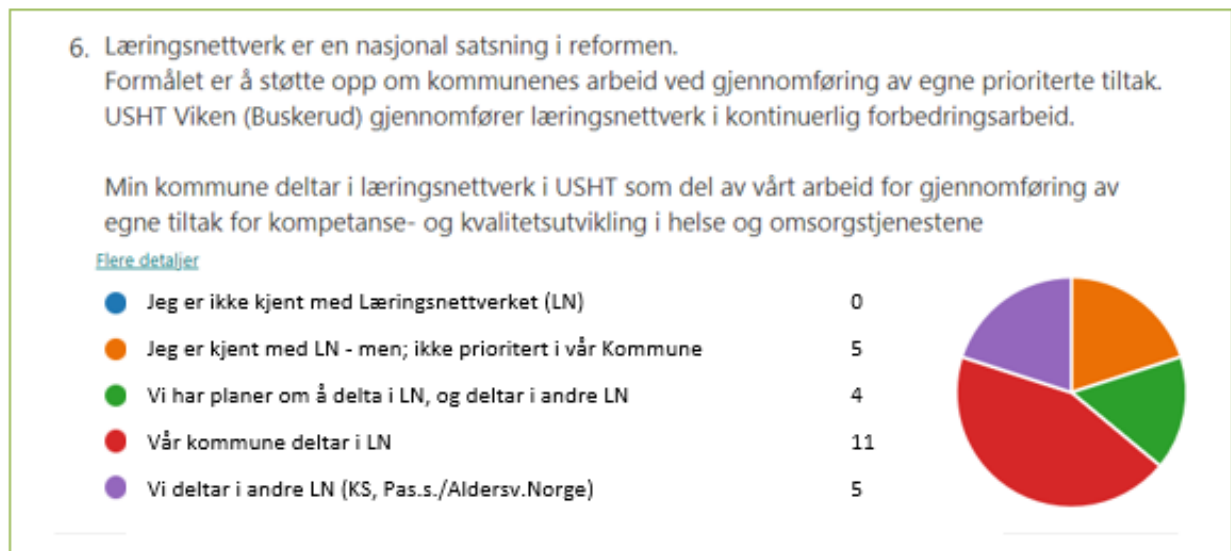 6. Læringsnettverk er en nasjonal satsning i reformen.
Formålet er å støtte opp om kommunenes arbeid ved gjennomføring av egne prioriterte tiltak.
USHT Viken (Buskerud) gjennomfører læringsnettverk i kontinuerlig forbedringsarbeid.
Min kommune deltar i læringsnettverk i USHT som del av vårt arbeid for gjennomføring av
egne tiltak for kompetanse- og kvalitetsutvikling i helse og omsorgstjenestene
Flere detaljer
Jeg er ikke kjent med Læringsnettverket (LN) 0
Jeg er kjent med LN - men; ikke prioritert i vår Kommune 5
Vi har planer om å delta i LN, og deltar i andre LN 4
Vår kommune deltar i LN 11
Vi deltar i andre LN (KS, Pas.s./Aldersv.Norge) 5